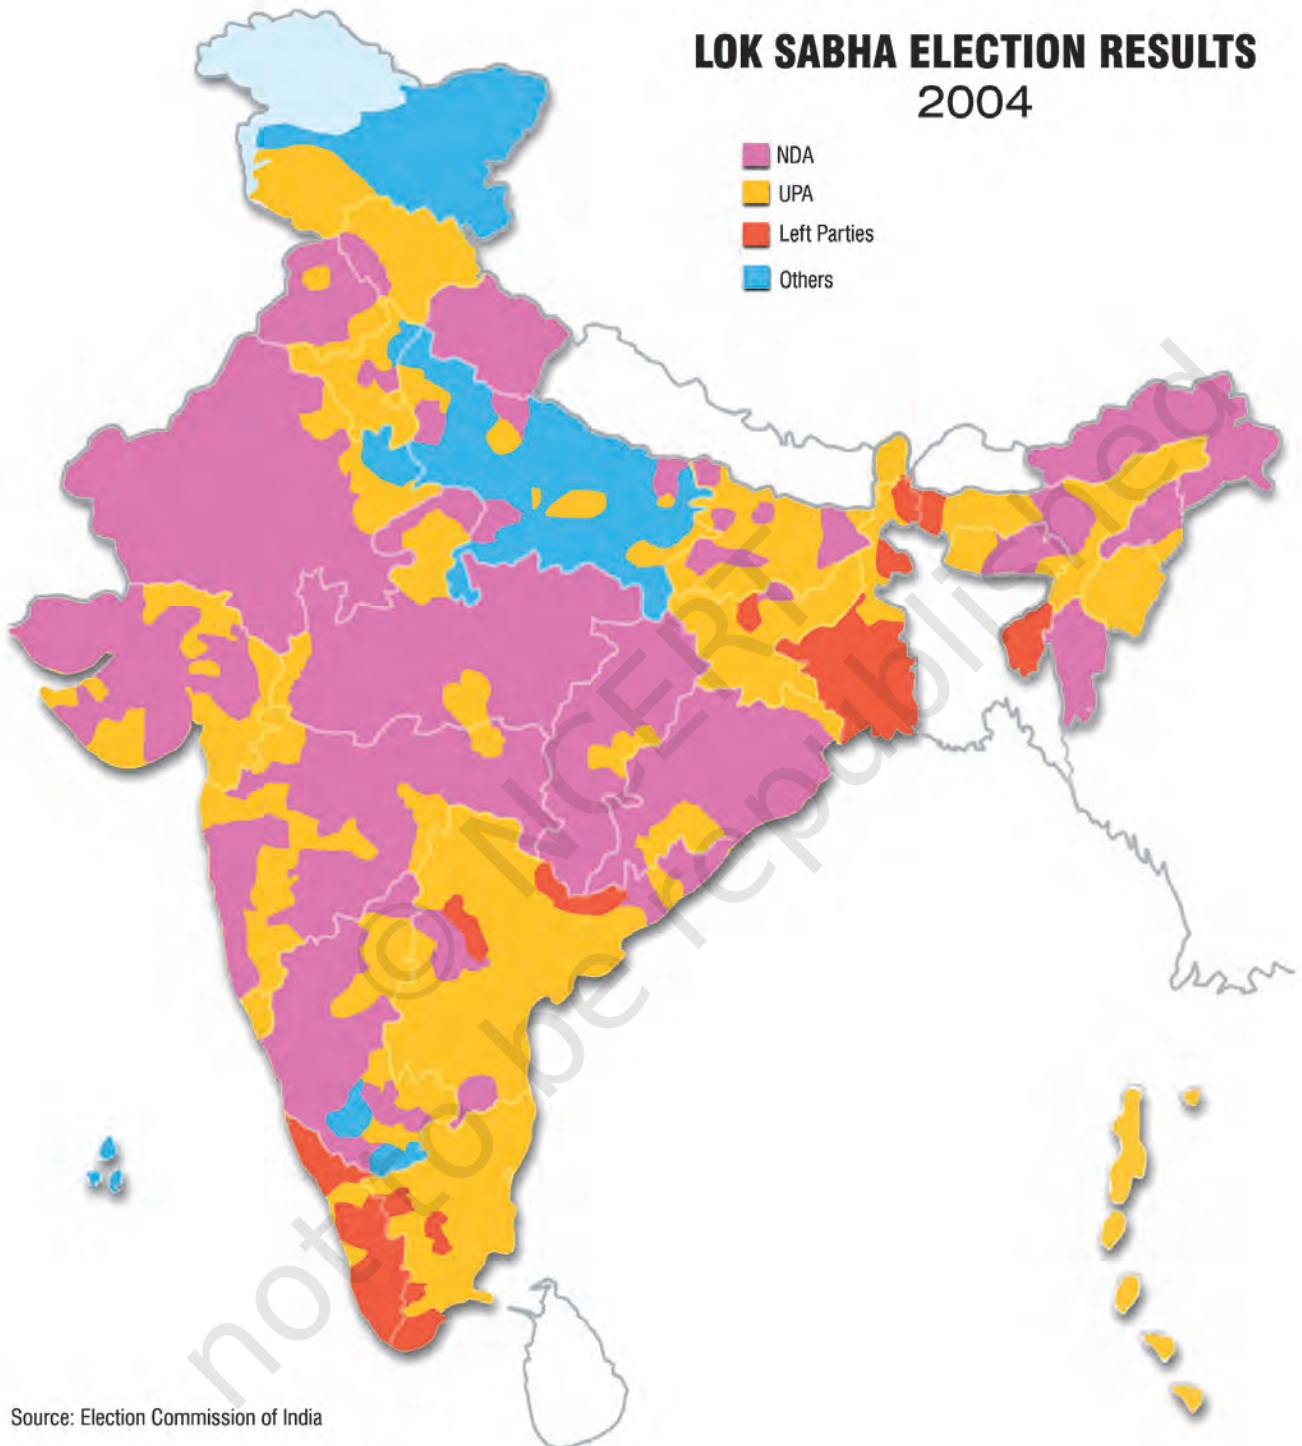 LOK SABHA ELECTION RESULTS
2004
NDA
UPA
Left Parties
Others
© NCERT
not to be republished
Source: Election Commission of India